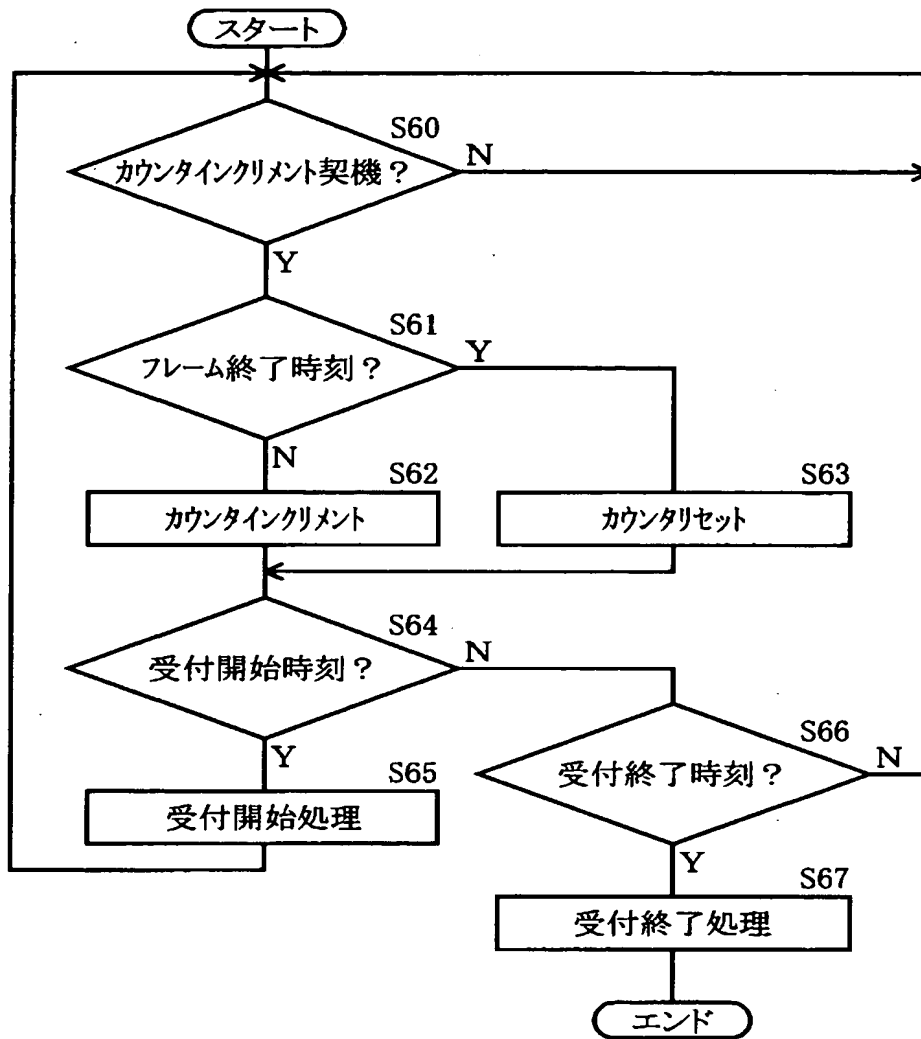 スタート
S60
カウンタインクリメント契機?
N
Y
S61
フレーム終了時刻?
Y
N
S62
カウンタインクリメント
S63
カウンタリセット
S64
受付開始時刻?
N
Y
S65
受付開始処理
S66
受付終了時刻?
N
Y
S67
受付終了処理
エンド